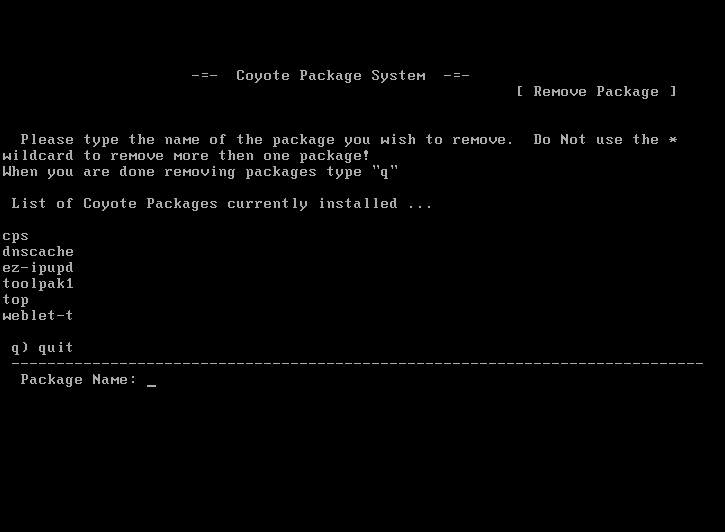 -=-  Coyote Package System  -=-
[ Remove Package ]
Please type the name of the package you wish to remove.  Do Not use the *
wildcard to remove more then one package!
When you are done removing packages type "q"
List of Coyote Packages currently installed ...
cps
dnscache
ez-ipupd
toolpak1
top
weblet-t
q) quit
-----------------------------------------------------------------------------
Package Name: _